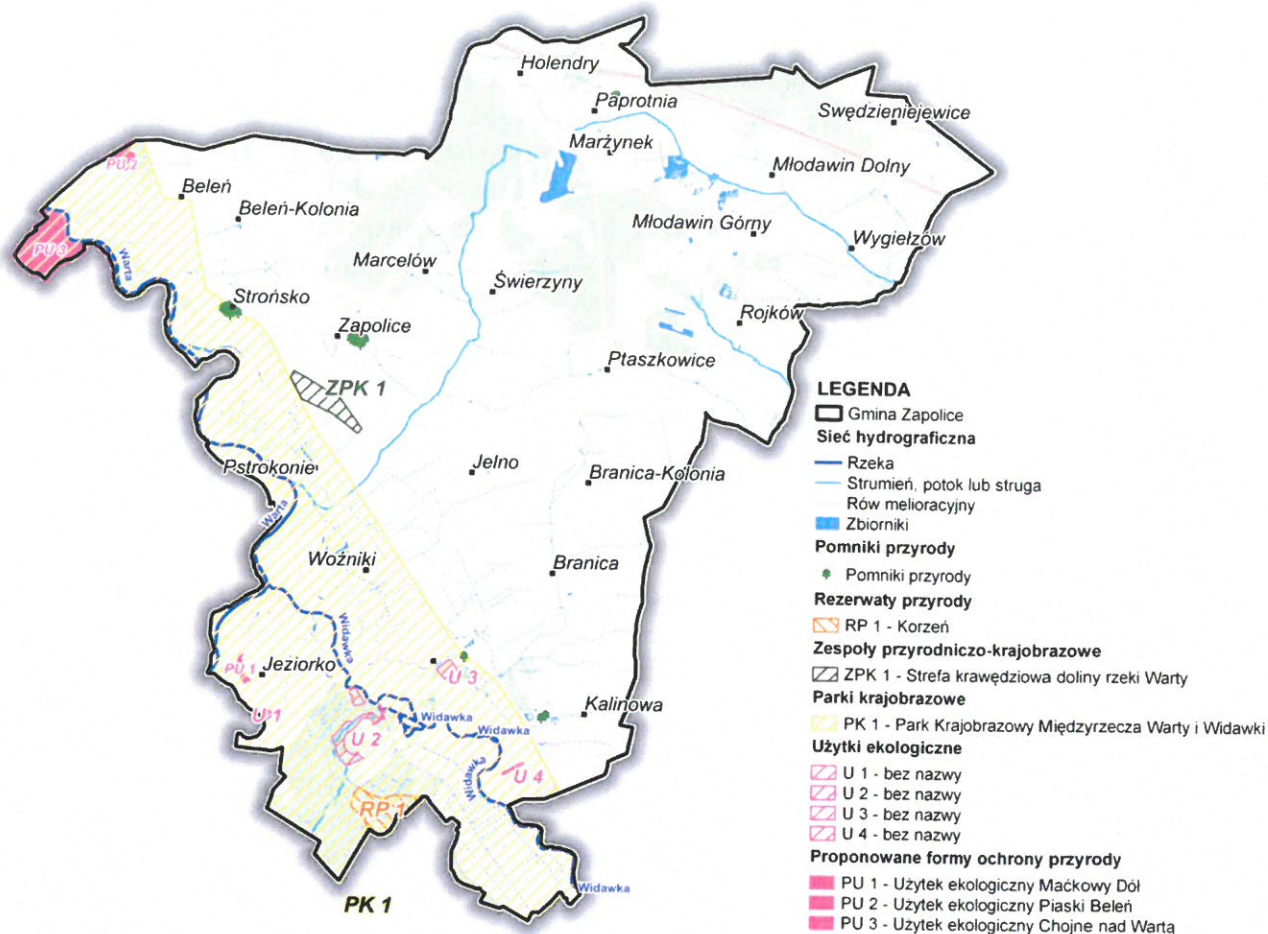 Holendry
Paprotnia
Swędzieniejewice
Marżynek
Młodawin Dolny
PU 2
Beleń
Beleń-Kolonia
Młodawin Górny
Wygiełzów
PU 3
Warta
Marcelów
Świerzyny
Strońsko
Zapolice
Rojków
Ptaszkowice
ZPK 1
Pstrokonie
Jelno
Branica-Kolonia
Warta
Woźniki
Branica
Widawka
PU 1
Jeziorko
U 3
U 1
Kalinowa
Widawka
Widawka
U 2
Widawka
U 4
RP 1
Widawka
PK 1
LEGENDA
Gmina Zapolice
Sieć hydrograficzna
Rzeka
Strumień, potok lub struga
Rów melioracyjny
Zbiorniki
Pomniki przyrody
Pomniki przyrody
Rezerwaty przyrody
RP 1 - Korzeń
Zespoły przyrodniczo-krajobrazowe
ZPK 1 - Strefa krawędziowa doliny rzeki Warty
Parki krajobrazowe
PK 1 - Park Krajobrazowy Międzyrzecza Warty i Widawki
Użytki ekologiczne
U 1 - bez nazwy
U 2 - bez nazwy
U 3 - bez nazwy
U 4 - bez nazwy
Proponowane formy ochrony przyrody
PU 1 - Użytek ekologiczny Maćkowy Dół
PU 2 - Użytek ekologiczny Piaski Beleń
PU 3 - Użytek ekologiczny Chojne nad Wartą